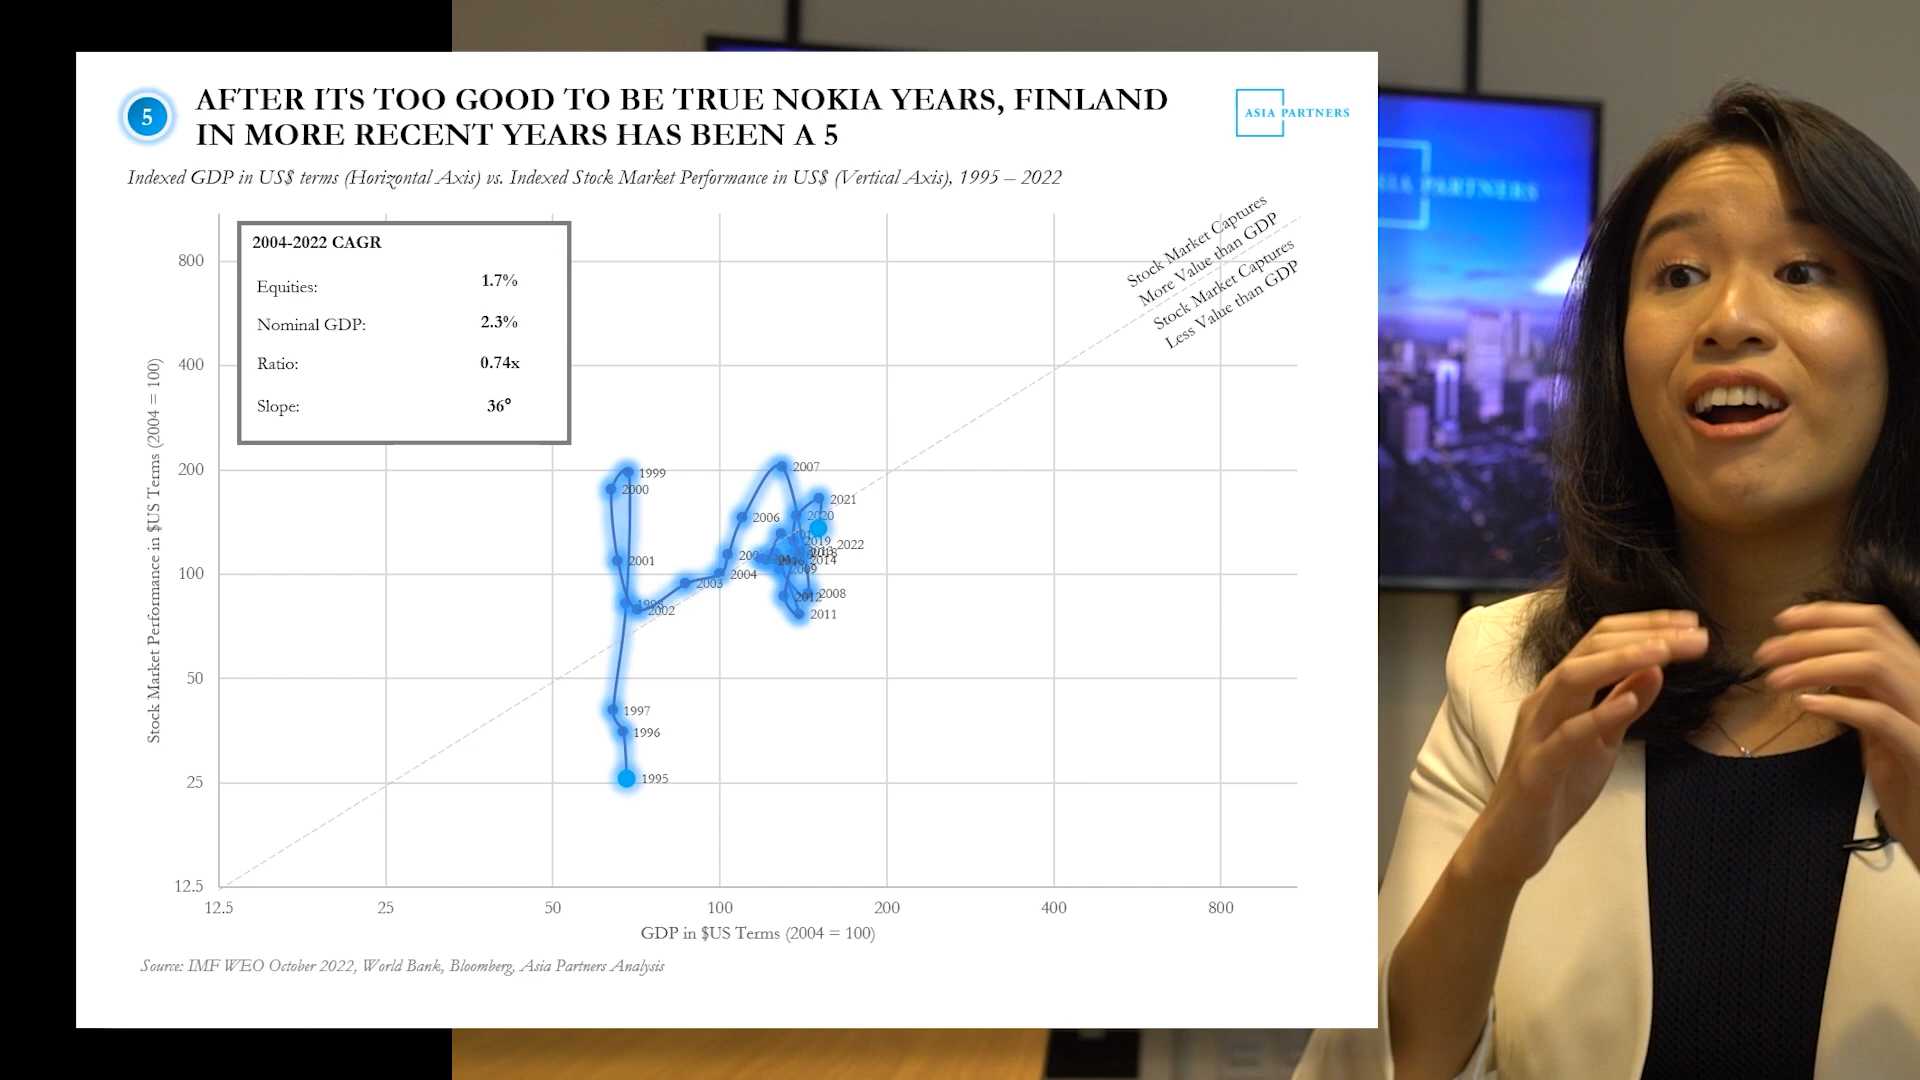 5
AFTER ITS TOO GOOD TO BE TRUE NOKIA YEARS, FINLAND
IN MORE RECENT YEARS HAS BEEN A 5
ASIA PARTNERS
Indexed GDP in US$ terms (Horizontal Axis) vs. Indexed Stock Market Performance in US$ (Vertical Axis), 1995 – 2022
2004-2022 CAGR
Equities: 1.7%
Nominal GDP: 2.3%
Ratio: 0.74x
Slope: 36°
Stock Market Captures
More Value than GDP
Stock Market Captures
Less Value than GDP
Stock Market Performance in $US Terms (2004 = 100)
800
400
200
100
50
25
12.5
1999
2000
2007
2021
2006
2020
2019
2022
2001
2018
2014
2004
2009
2003
2012
2008
2002
2011
1997
1996
1995
12.5 25 50 100 200 400 800
GDP in $US Terms (2004 = 100)
Source: IMF WEO October 2022, World Bank, Bloomberg, Asia Partners Analysis
PARTNERS